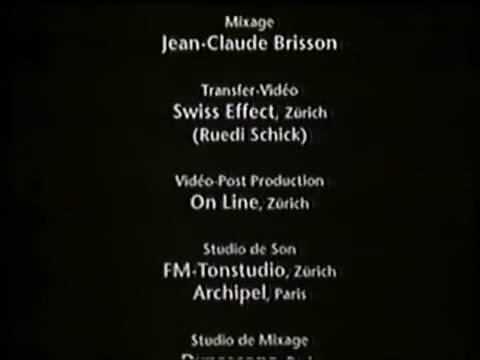 Mixage
Jean-Claude Brisson
Transfer-Vidéo
Swiss Effect, Zürich
(Ruedi Schick)
Vidéo-Post Production
On Line, Zürich
Studio de Son
FM-Tonstudio, Zürich
Archipel, Paris
Studio de Mixage